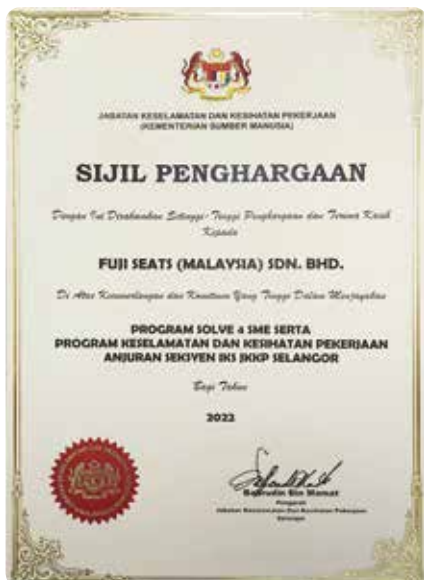 JABATAN KESELAMATAN DAN KESIHATAN PEKERJAAN
(KEMENTERIAN SUMBER MANUSIA)
SIJIL PENGHARGAAN
Dengan Ini Dirakamkan Setinggi-Tinggi Penghargaan dan Terima Kasih
Kepada
FUJI SEATS (MALAYSIA) SDN. BHD.
Di Atas Kecemerlangan dan Komitmen Yang Tinggi Dalam Menjayakan
PROGRAM SOLVE 4 SME SERTA
PROGRAM KESELAMATAN DAN KESIHATAN PEKERJAAN
ANJURAN SEKSYEN IKS JKKP SELANGOR
Bagi Tahun
2022
Bin Mamat
Pengarah
Jabatan Keselamatan Dan Kesihatan Pekerjaan
Selangor